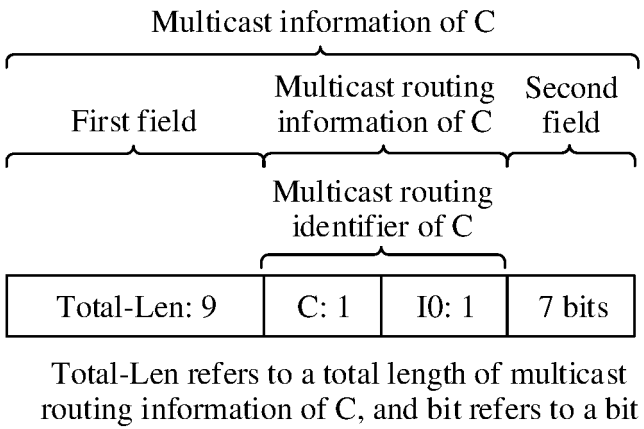 Multicast information of C
Multicast routing
information of C
Second
field
First field
Multicast routing
identifier of C
Total-Len: 9
C: 1
I0: 1
7 bits
Total-Len refers to a total length of multicast
routing information of C, and bit refers to a bit